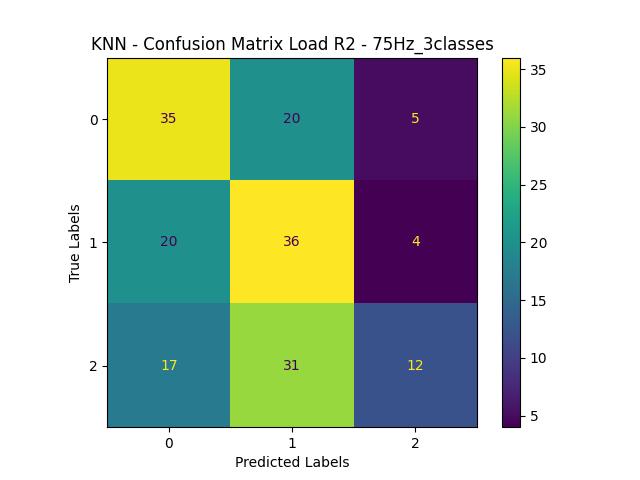 KNN - Confusion Matrix Load R2 - 75Hz_3classes
True Labels
0 35 20 5
1 20 36 4
2 17 31 12
0 1 2
Predicted Labels
35
30
25
20
15
10
5